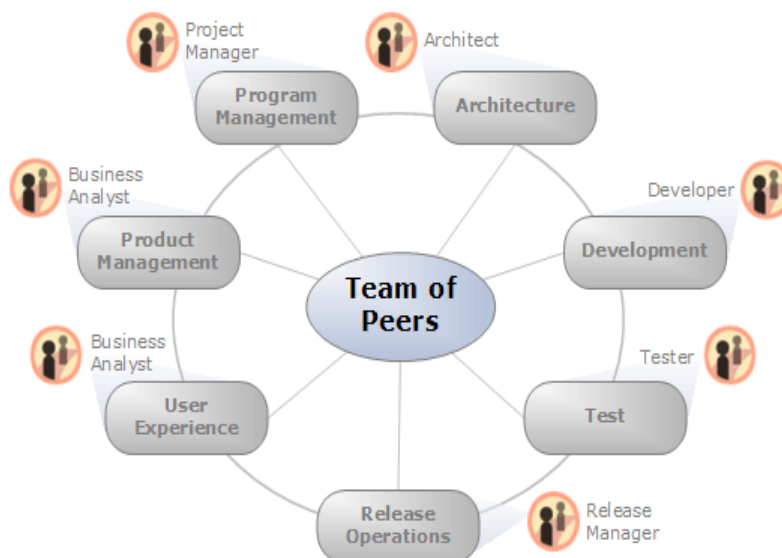 Project
Manager
Architect
Program
Management
Architecture
Business
Analyst
Developer
Product
Management
Development
Team of
Peers
Business
Analyst
Tester
User
Experience
Test
Release
Operations
Release
Manager